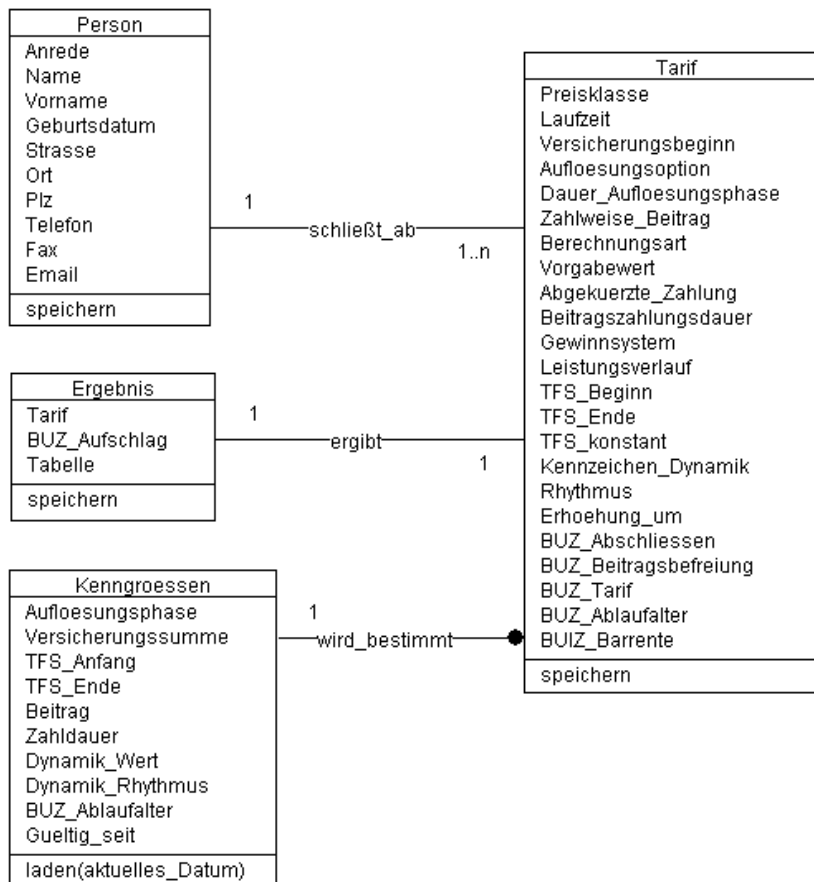 Person
Anrede
Name
Vorname
Geburtsdatum
Strasse
Ort
Plz
Telefon
Fax
Email
speichern
1
schließt_ab
1..n
Tarif
Preisklasse
Laufzeit
Versicherungsbeginn
Aufloesungsoption
Dauer_Aufloesungsphase
Zahlweise_Beitrag
Berechnungsart
Vorgabewert
Abgekuerzte_Zahlung
Beitragszahlungsdauer
Gewinnsystem
Leistungsverlauf
TFS_Beginn
TFS_Ende
TFS_konstant
Kennzeichen_Dynamik
Rhythmus
Erhoehung_um
BUZ_Abschliessen
BUZ_Beitragsbefreiung
BUZ_Tarif
BUZ_Ablaufalter
BUIZ_Barrente
speichern
Ergebnis
Tarif
BUZ_Aufschlag
Tabelle
speichern
1
ergibt
1
Kenngroessen
Aufloesungsphase
Versicherungssumme
TFS_Anfang
TFS_Ende
Beitrag
Zahldauer
Dynamik_Wert
Dynamik_Rhythmus
BUZ_Ablaufalter
Gueltig_seit
laden(aktuelles_Datum)
1
wird_bestimmt